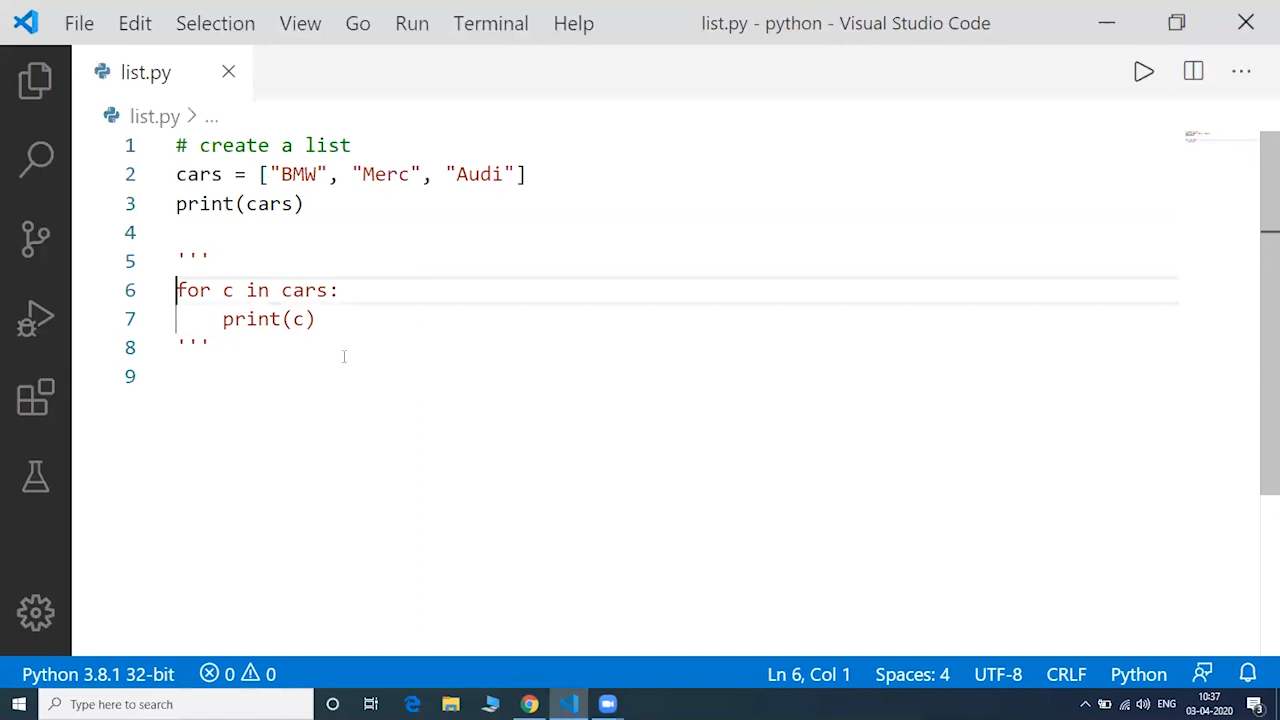 File Edit Selection View Go Run Terminal Help list.py - python - Visual Studio Code
list.py
list.py > ...
1 # create a list
2 cars = ["BMW", "Merc", "Audi"]
3 print(cars)
4
5 '''
6 for c in cars:
7     print(c)
8 '''
9
Python 3.8.1 32-bit 0 0 Ln 6, Col 1 Spaces: 4 UTF-8 CRLF Python
Type here to search ENG 10:37
03-04-2020 3